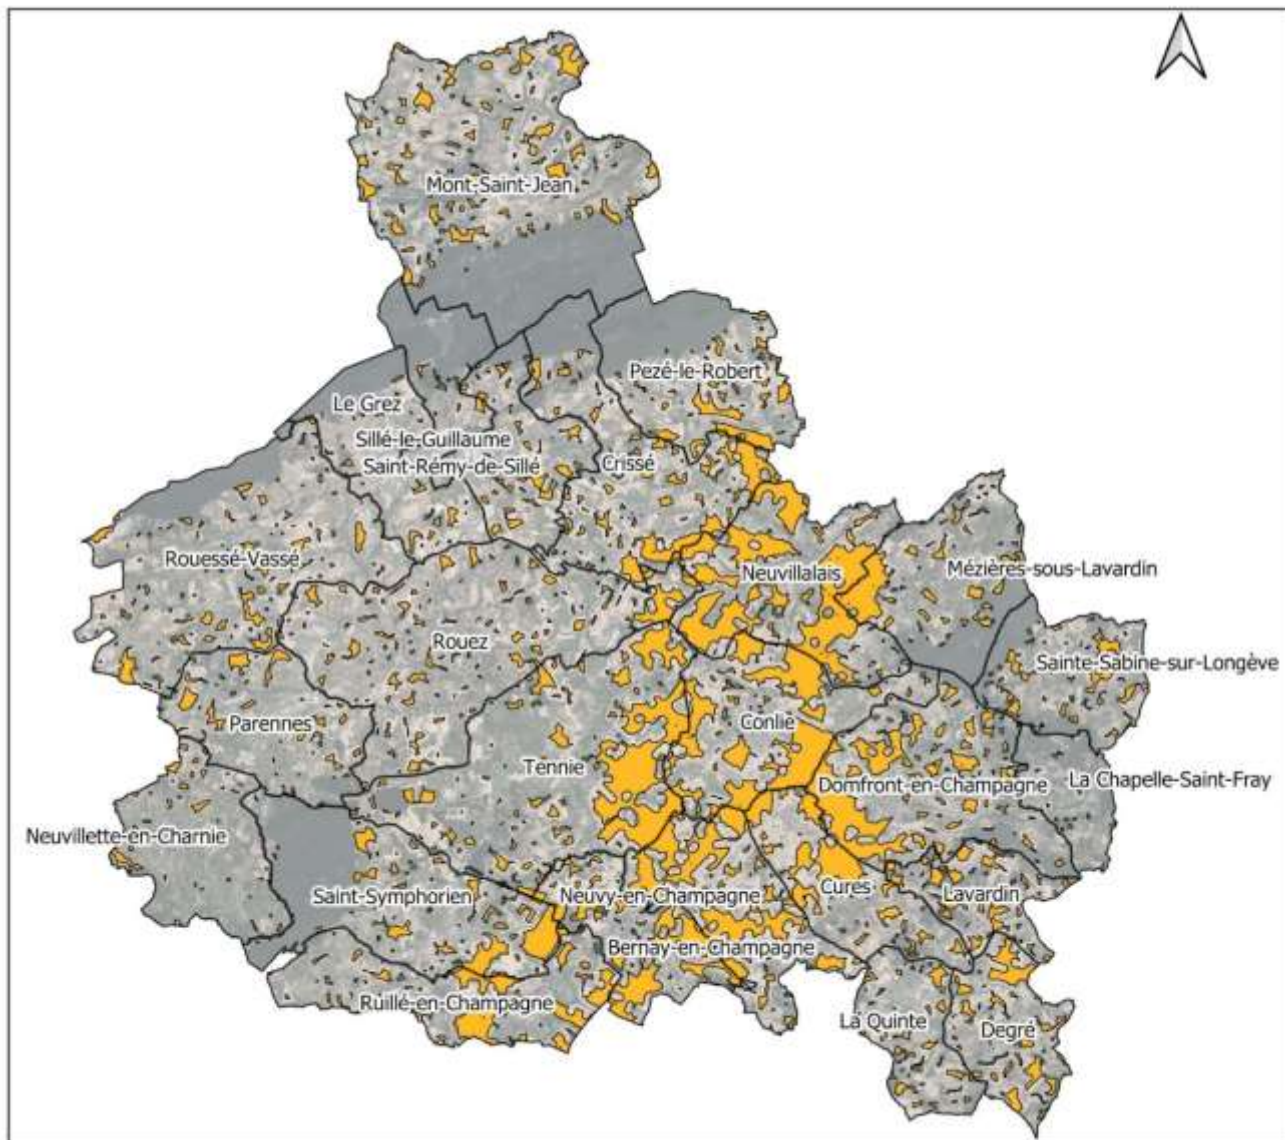 Mont-Saint-Jean
Pezé-le-Robert
Le Grez
Sillé-le-Guillaume
Saint-Rémy-de-Sillé
Crissé
Rouessé-Vassé
Neuvillalais
Mézières-sous-Lavardin
Rouez
Sainte-Sabine-sur-Longève
Parennes
Conlie
Tennie
Domfront-en-Champagne
La Chapelle-Saint-Fray
Neuvillette-en-Charnie
Saint-Symphorien
Neuvy-en-Champagne
Cures
Lavardin
Bernay-en-Champagne
Ruillé-en-Champagne
La Quinte
Degré